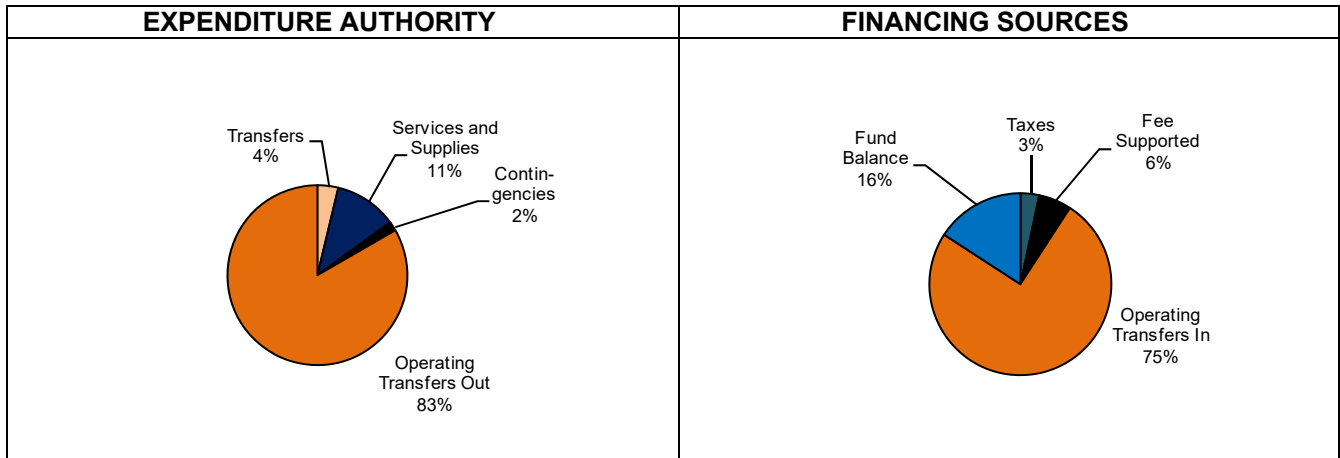 EXPENDITURE AUTHORITY
Transfers
4%
Services and
Supplies
11%
Contin-
gencies
2%
Operating
Transfers Out
83%
FINANCING SOURCES
Fund
Balance
16%
Taxes
3%
Fee
Supported
6%
Operating
Transfers In
75%